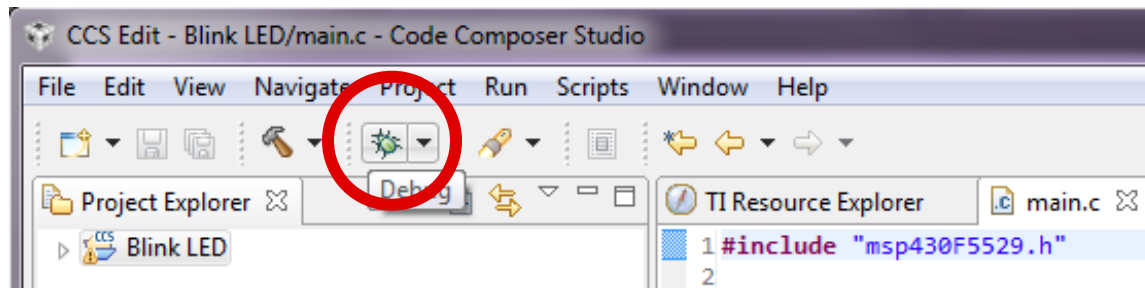 CCS Edit - Blink LED/main.c - Code Composer Studio
File Edit View Navigate Project Run Scripts Window Help
Debug
Project Explorer
TI Resource Explorer
main.c
CCS Blink LED
1 #include "msp430F5529.h"
2